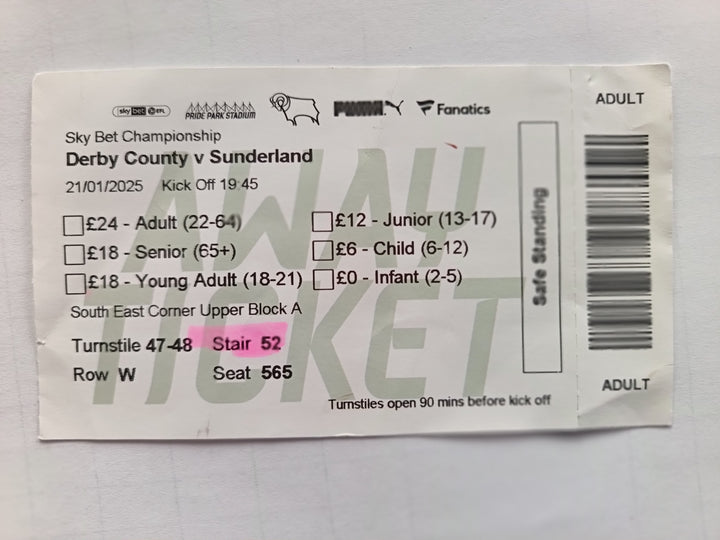 sky bet EFL
PRIDE PARK STADIUM
PUMA
Fanatics
ADULT
Sky Bet Championship
Derby County v Sunderland
21/01/2025 Kick Off 19:45
AWAY TICKET
£24 - Adult (22-64)
£12 - Junior (13-17)
£18 - Senior (65+)
£6 - Child (6-12)
£18 - Young Adult (18-21)
£0 - Infant (2-5)
Safe Standing
South East Corner Upper Block A
Turnstile 47-48 Stair 52
Row W Seat 565
Turnstiles open 90 mins before kick off
ADULT